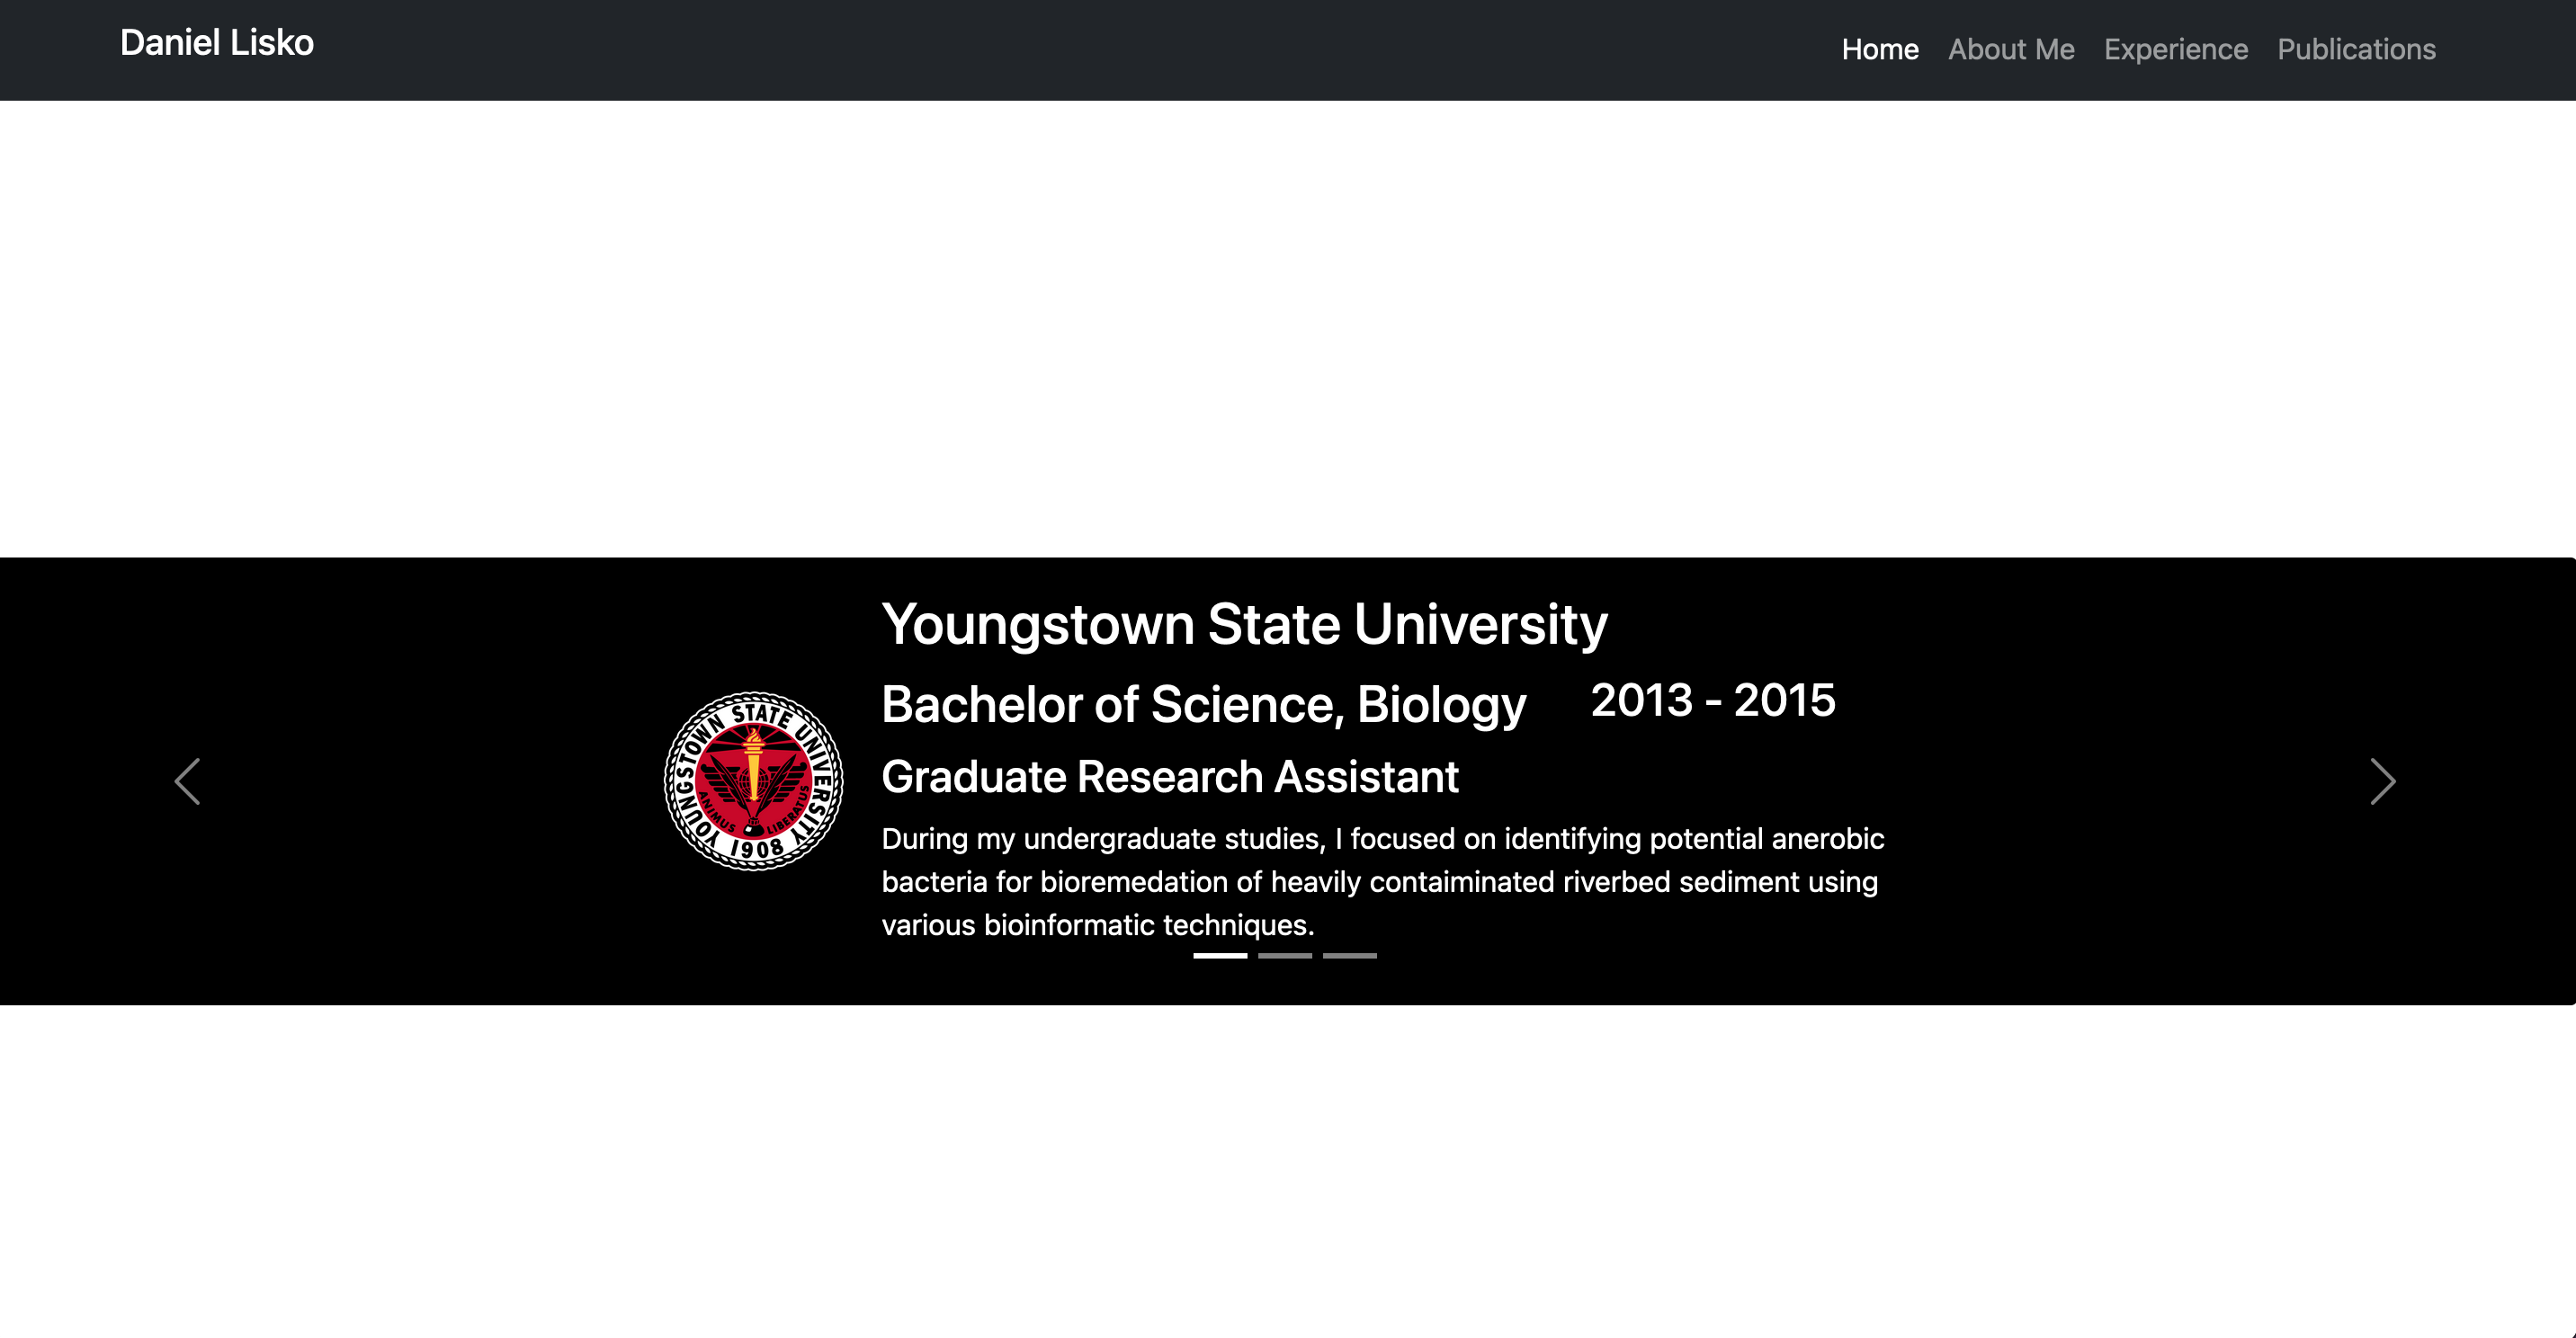 Daniel Lisko
Home About Me Experience Publications
Youngstown State University
Bachelor of Science, Biology 2013 - 2015
Graduate Research Assistant
During my undergraduate studies, I focused on identifying potential anerobic
bacteria for bioremedation of heavily contaiminated riverbed sediment using
various bioinformatic techniques.
YOUNGSTOWN STATE UNIVERSITY
ANIMUS LIBERATUS
1908